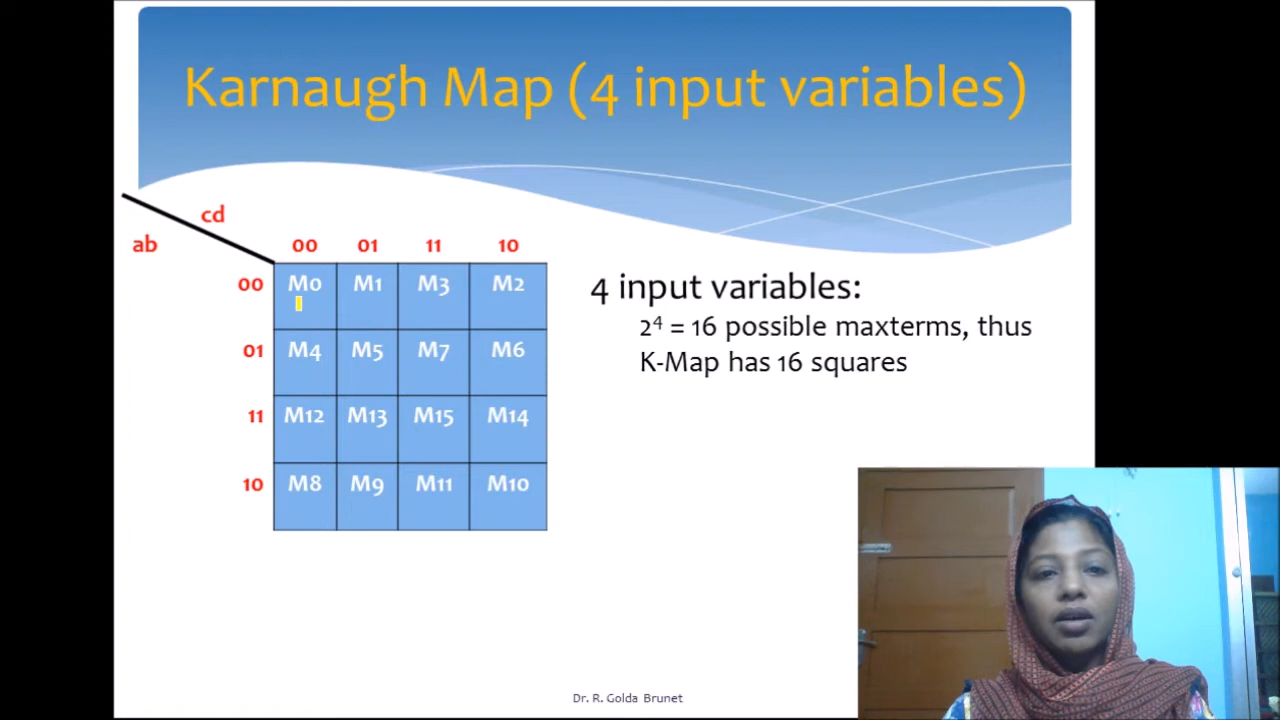 Karnaugh Map (4 input variables)
cd
ab
00 01 11 10
00 M0 M1 M3 M2
01 M4 M5 M7 M6
11 M12 M13 M15 M14
10 M8 M9 M11 M10
4 input variables:
2⁴ = 16 possible maxterms, thus
K-Map has 16 squares
Dr. R. Golda Brunet